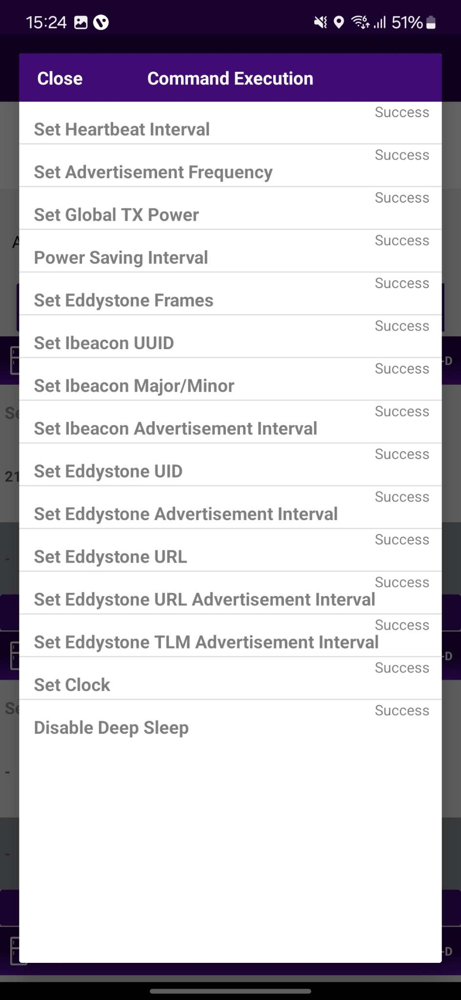 15:24 51%
Close Command Execution
Success
Set Heartbeat Interval
Success
Set Advertisement Frequency
Success
Set Global TX Power
Success
Power Saving Interval
Success
Set Eddystone Frames
Success
Set Ibeacon UUID
Success
Set Ibeacon Major/Minor
Success
Set Ibeacon Advertisement Interval
Success
Set Eddystone UID
Success
Set Eddystone Advertisement Interval
Success
Set Eddystone URL
Success
Set Eddystone URL Advertisement Interval
Success
Set Eddystone TLM Advertisement Interval
Success
Set Clock
Success
Disable Deep Sleep